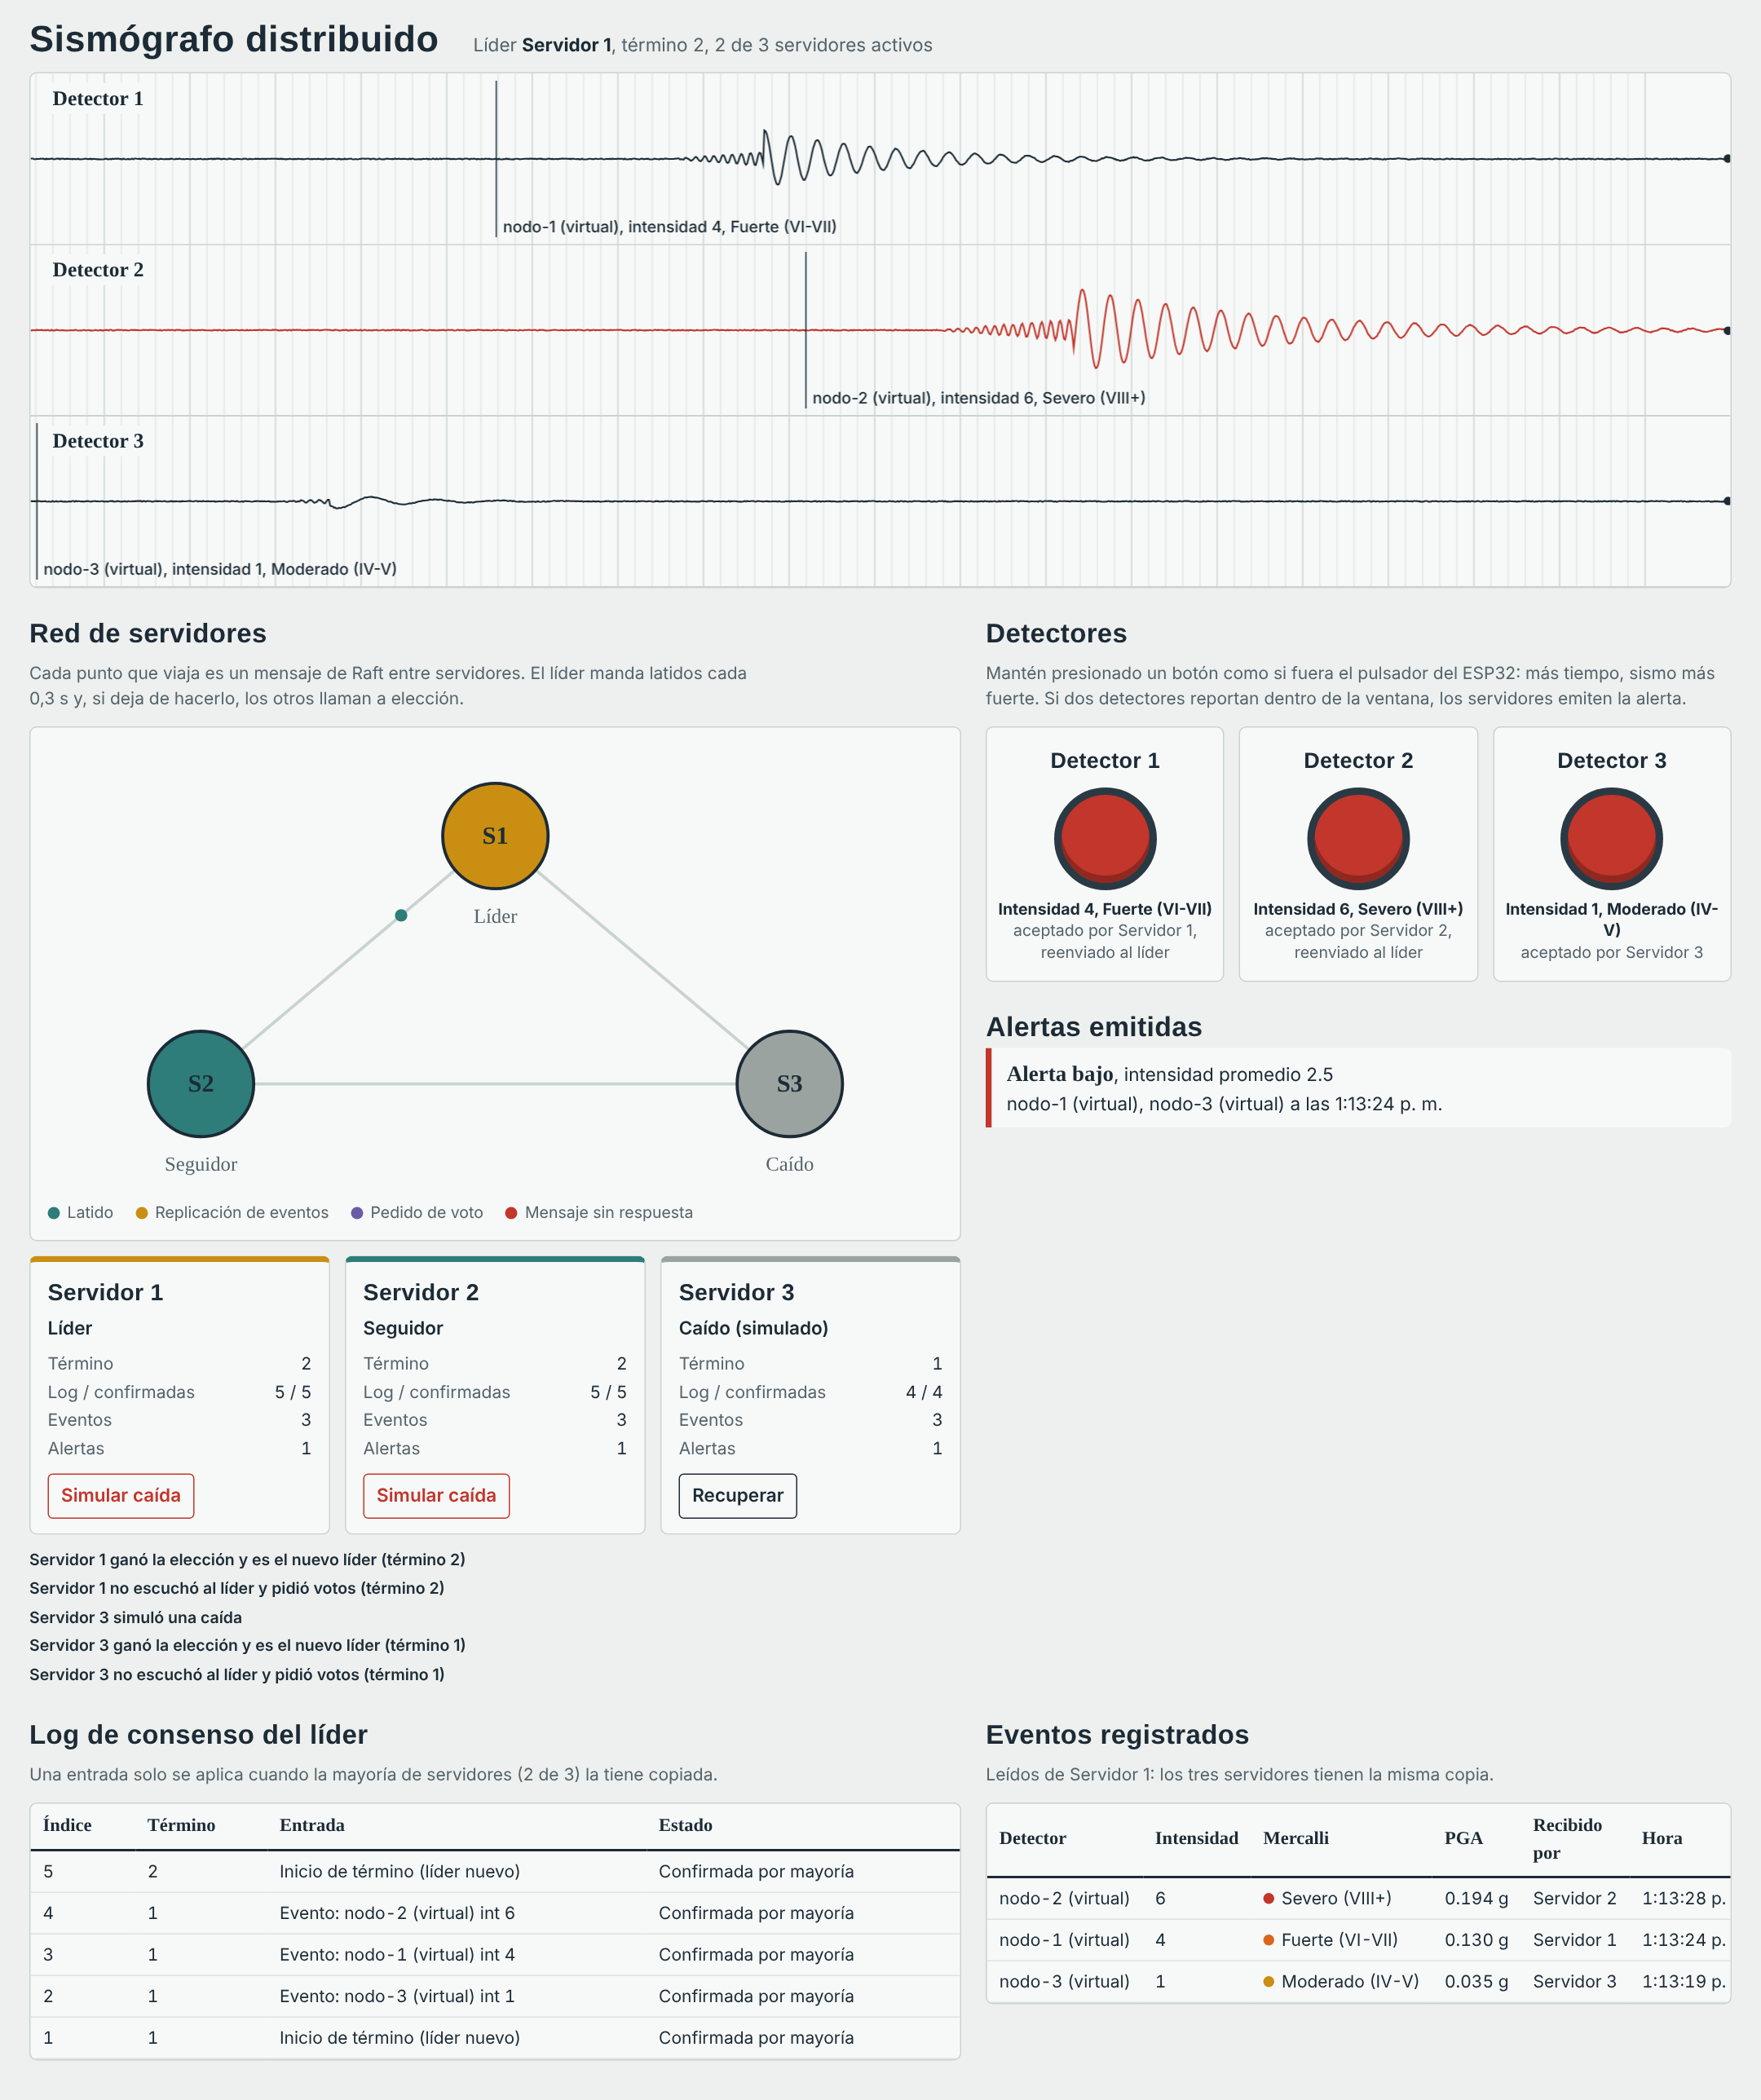 Sismógrafo distribuido
Líder Servidor 1, término 2, 2 de 3 servidores activos
Detector 1
nodo-1 (virtual), intensidad 4, Fuerte (VI-VII)
Detector 2
nodo-2 (virtual), intensidad 6, Severo (VIII+)
Detector 3
nodo-3 (virtual), intensidad 1, Moderado (IV-V)
Red de servidores
Cada punto que viaja es un mensaje de Raft entre servidores. El líder manda latidos cada
0,3 s y, si deja de hacerlo, los otros llaman a elección.
S1
Líder
S2
Seguidor
S3
Caído
Latido
Replicación de eventos
Pedido de voto
Mensaje sin respuesta
Servidor 1
Líder
Término 2
Log / confirmadas 5 / 5
Eventos 3
Alertas 1
Simular caída
Servidor 2
Seguidor
Término 2
Log / confirmadas 5 / 5
Eventos 3
Alertas 1
Simular caída
Servidor 3
Caído (simulado)
Término 1
Log / confirmadas 4 / 4
Eventos 3
Alertas 1
Recuperar
Servidor 1 ganó la elección y es el nuevo líder (término 2)
Servidor 1 no escuchó al líder y pidió votos (término 2)
Servidor 3 simuló una caída
Servidor 3 ganó la elección y es el nuevo líder (término 1)
Servidor 3 no escuchó al líder y pidió votos (término 1)
Detectores
Mantén presionado un botón como si fuera el pulsador del ESP32: más tiempo, sismo más
fuerte. Si dos detectores reportan dentro de la ventana, los servidores emiten la alerta.
Detector 1
Intensidad 4, Fuerte (VI-VII)
aceptado por Servidor 1,
reenviado al líder
Detector 2
Intensidad 6, Severo (VIII+)
aceptado por Servidor 2,
reenviado al líder
Detector 3
Intensidad 1, Moderado (IV-
V)
aceptado por Servidor 3
Alertas emitidas
Alerta bajo, intensidad promedio 2.5
nodo-1 (virtual), nodo-3 (virtual) a las 1:13:24 p. m.
Log de consenso del líder
Una entrada solo se aplica cuando la mayoría de servidores (2 de 3) la tiene copiada.
Índice Término Entrada Estado
5 2 Inicio de término (líder nuevo) Confirmada por mayoría
4 1 Evento: nodo-2 (virtual) int 6 Confirmada por mayoría
3 1 Evento: nodo-1 (virtual) int 4 Confirmada por mayoría
2 1 Evento: nodo-3 (virtual) int 1 Confirmada por mayoría
1 1 Inicio de término (líder nuevo) Confirmada por mayoría
Eventos registrados
Leídos de Servidor 1: los tres servidores tienen la misma copia.
Detector Intensidad Mercalli PGA Recibido por Hora
nodo-2 (virtual) 6 Severo (VIII+) 0.194 g Servidor 2 1:13:28 p.
nodo-1 (virtual) 4 Fuerte (VI-VII) 0.130 g Servidor 1 1:13:24 p.
nodo-3 (virtual) 1 Moderado (IV-V) 0.035 g Servidor 3 1:13:19 p.